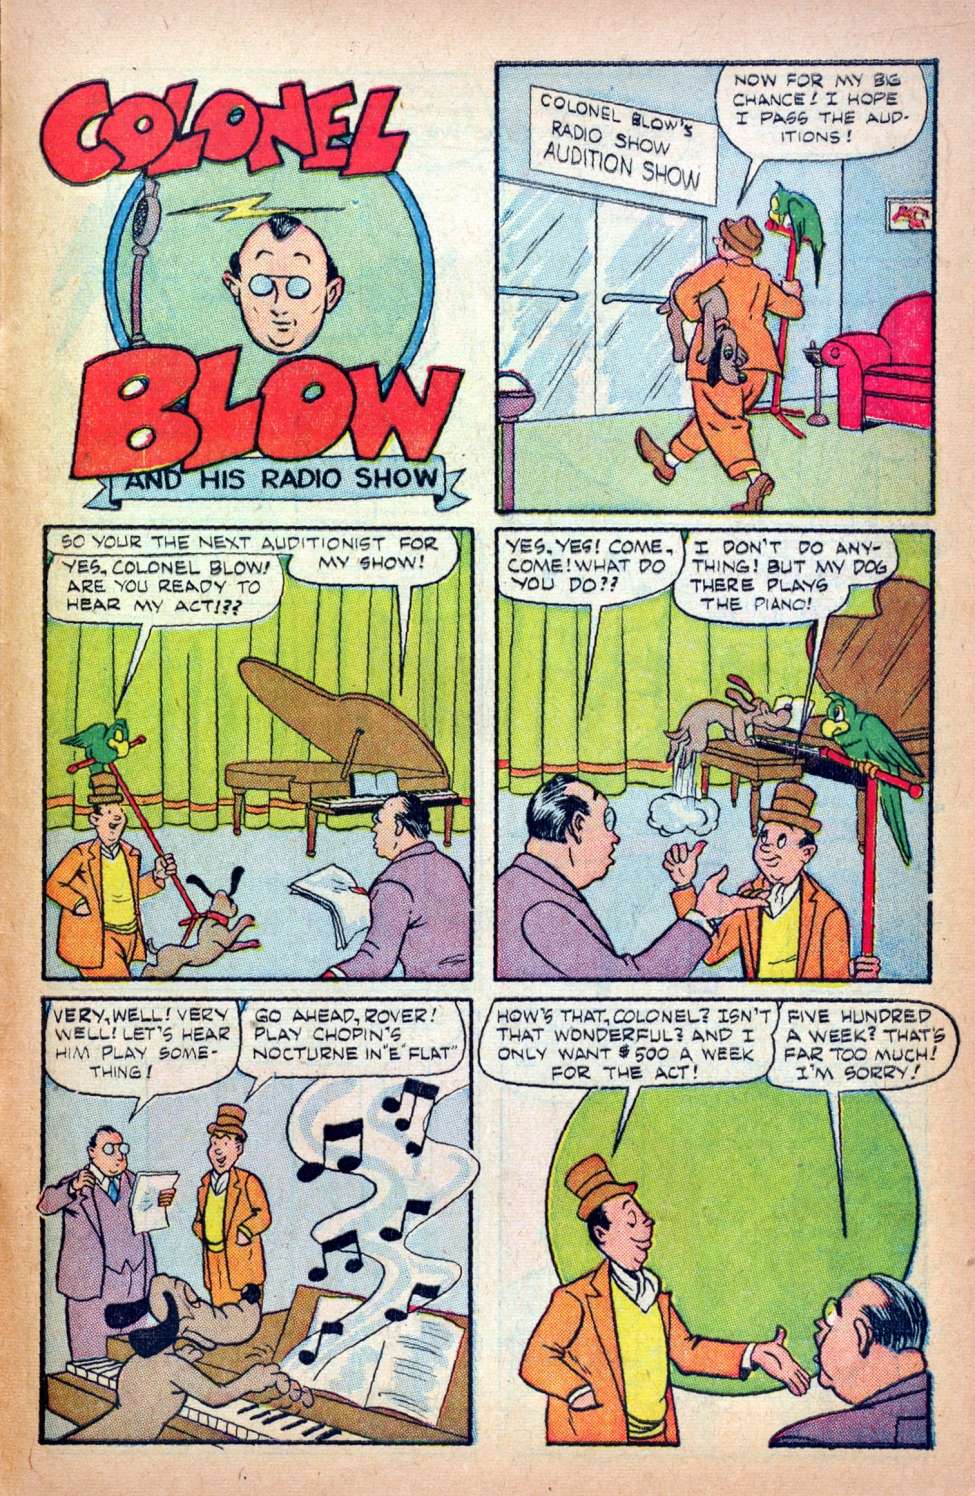 COLONEL
BLOW
AND HIS RADIO SHOW
NOW FOR MY BIG
CHANCE! I HOPE
I PASS THE AUD-
ITIONS!
COLONEL BLOW'S
RADIO SHOW
AUDITION SHOW
SO YOUR THE NEXT AUDITIONIST FOR
MY SHOW!
YES, COLONEL BLOW!
ARE YOU READY TO
HEAR MY ACT!??
YES, YES! COME,
COME! WHAT DO
YOU DO??
I DON'T DO ANY-
THING! BUT MY DOG
THERE PLAYS
THE PIANO!
VERY, WELL! VERY
WELL! LET'S HEAR
HIM PLAY SOME-
THING!
GO AHEAD, ROVER!
PLAY CHOPIN'S
NOCTURNE IN "E" FLAT"
HOW'S THAT, COLONEL? ISN'T
THAT WONDERFUL? AND I
ONLY WANT $500 A WEEK
FOR THE ACT!
FIVE HUNDRED
A WEEK? THAT'S
FAR TOO MUCH!
I'M SORRY!